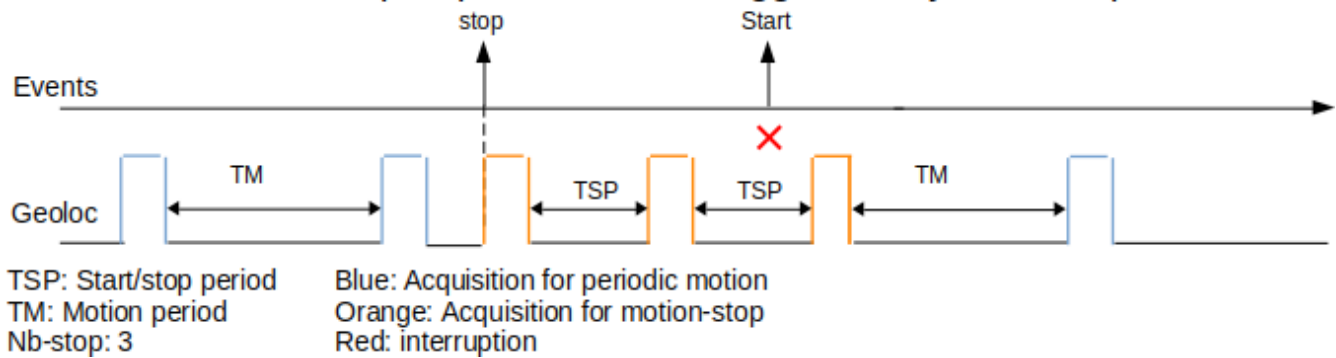 stop
Start
Events
TM
TSP
TSP
TM
Geoloc
TSP: Start/stop period
Blue: Acquisition for periodic motion
TM: Motion period
Orange: Acquisition for motion-stop
Nb-stop: 3
Red: interruption